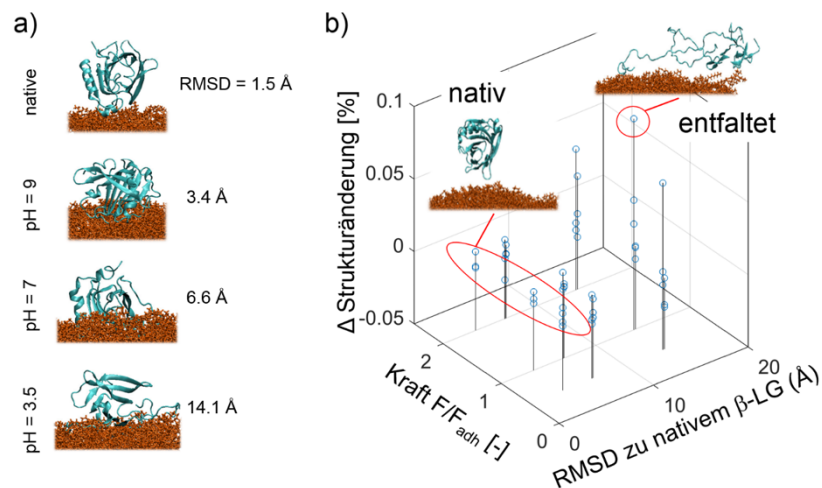 a)
native
RMSD = 1.5 Å
pH = 9
3.4 Å
pH = 7
6.6 Å
pH = 3.5
14.1 Å
b)
nativ
entfaltet
Δ Strukturänderung [%]
0.1
0.05
0
-0.05
Kraft F/Fadh [-]
2
1
0
RMSD zu nativem β-LG (Å)
0
10
20